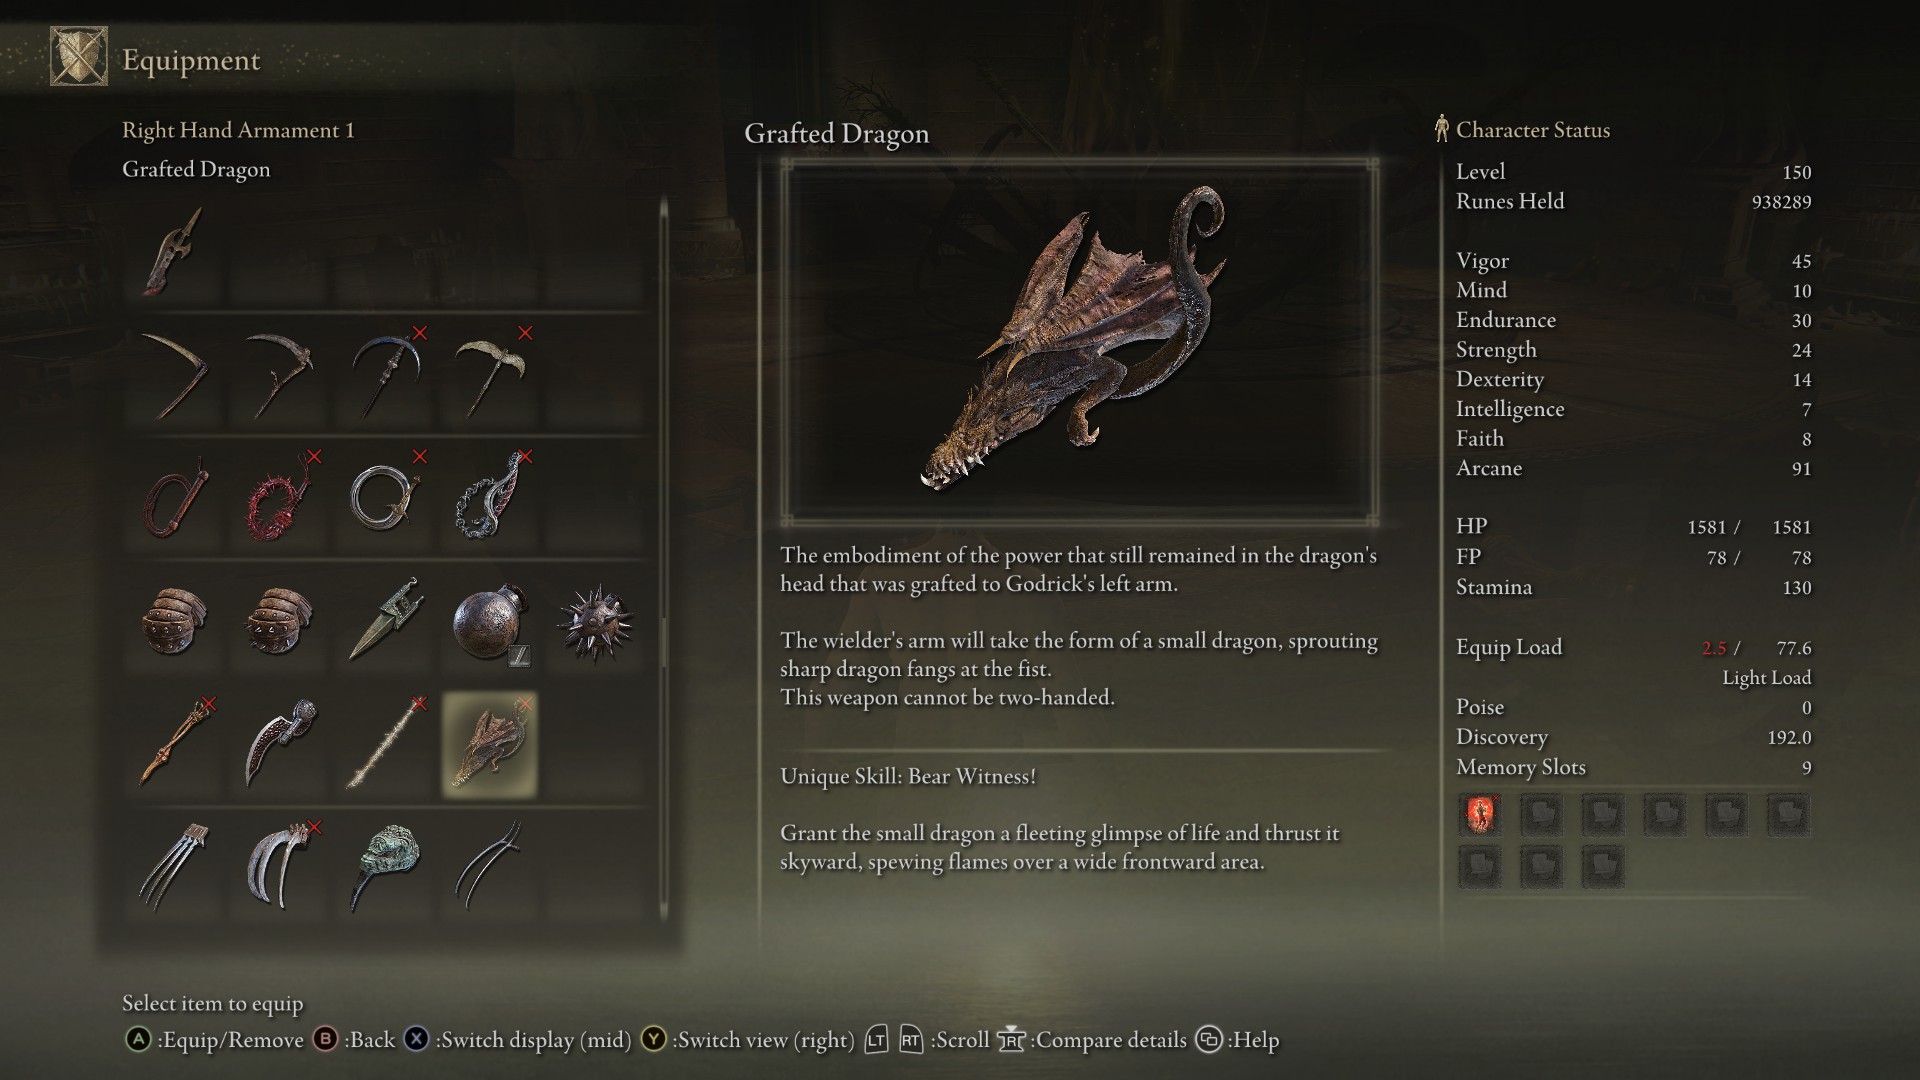 Equipment
Right Hand Armament 1
Grafted Dragon
Grafted Dragon
The embodiment of the power that still remained in the dragon's
head that was grafted to Godrick's left arm.
The wielder's arm will take the form of a small dragon, sprouting
sharp dragon fangs at the fist.
This weapon cannot be two-handed.
Unique Skill: Bear Witness!
Grant the small dragon a fleeting glimpse of life and thrust it
skyward, spewing flames over a wide frontward area.
Character Status
Level 150
Runes Held 938289
Vigor 45
Mind 10
Endurance 30
Strength 24
Dexterity 14
Intelligence 7
Faith 8
Arcane 91
HP 1581 / 1581
FP 78 / 78
Stamina 130
Equip Load 2.5 / 77.6
Light Load
Poise 0
Discovery 192.0
Memory Slots 9
Select item to equip
A :Equip/Remove B :Back X :Switch display (mid) Y :Switch view (right) LT RT :Scroll R :Compare details :Help